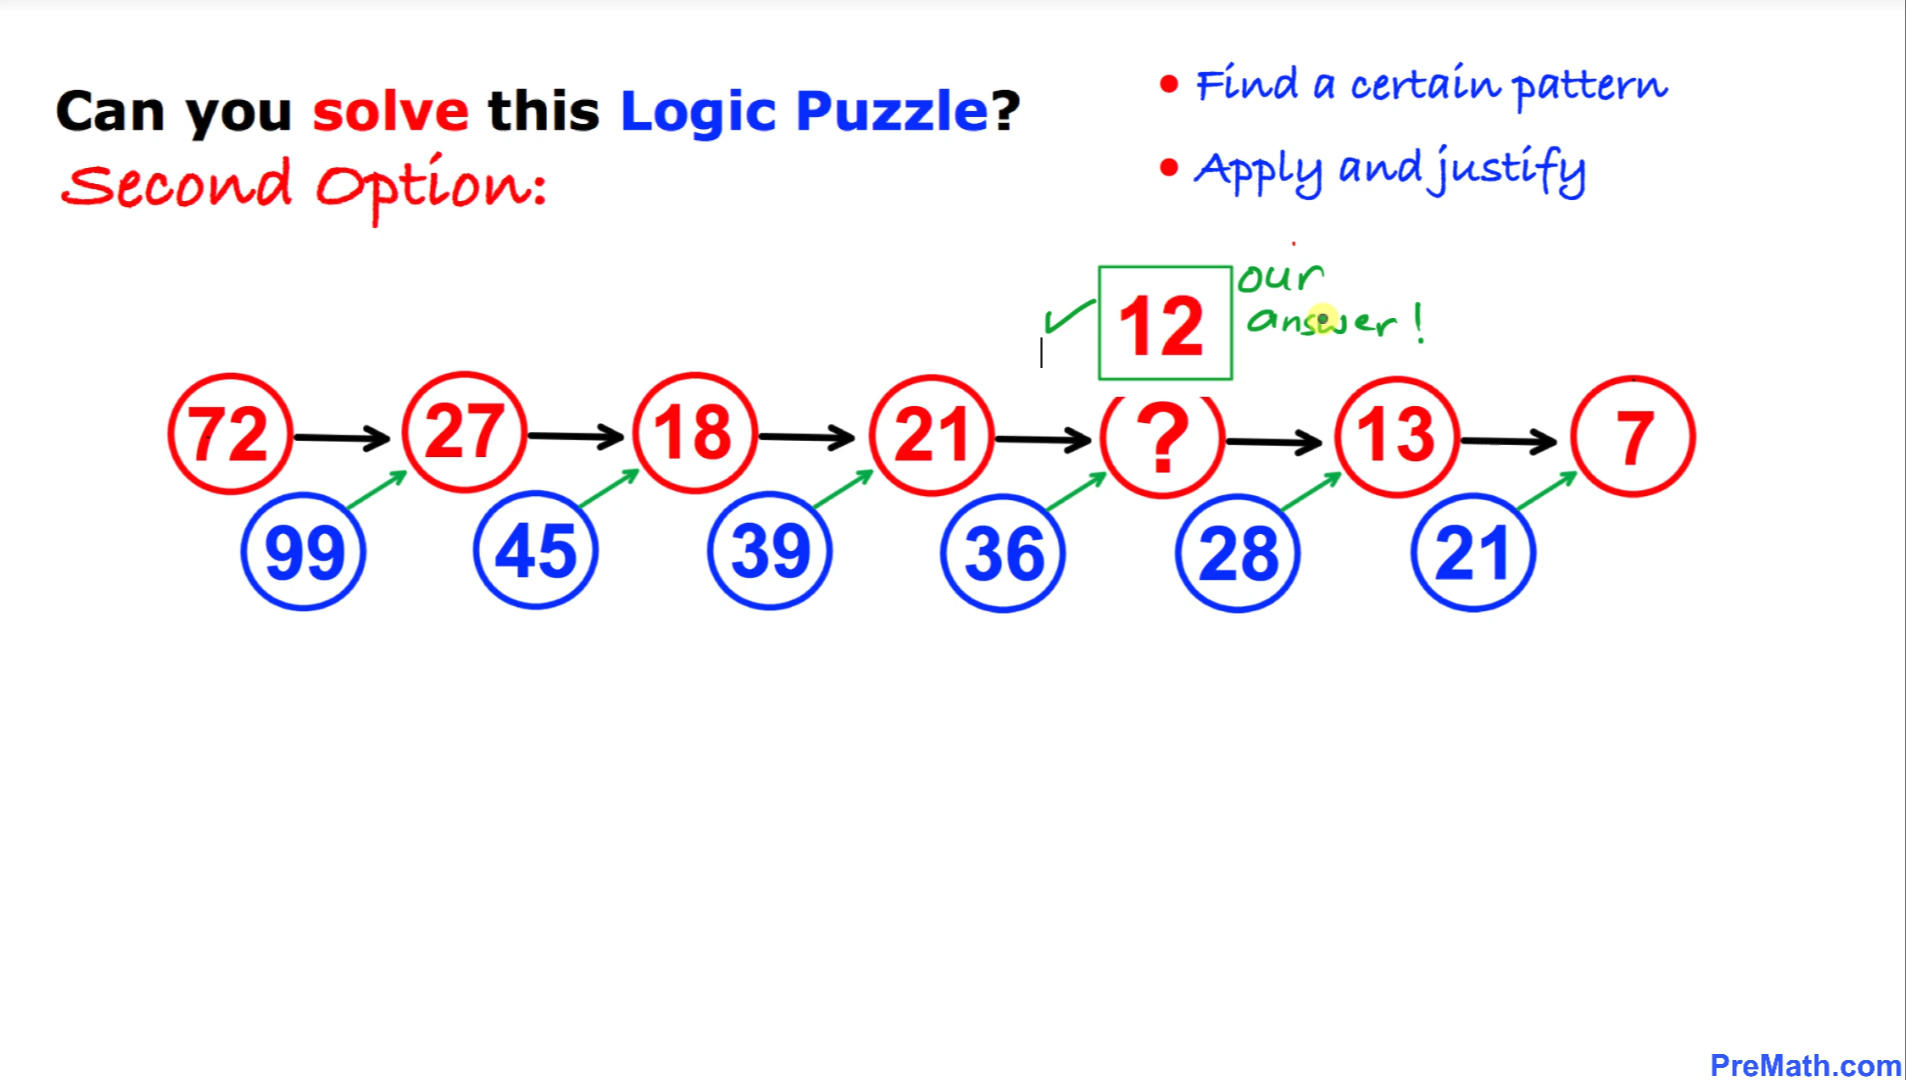 Can you solve this Logic Puzzle?
Second Option:
• Find a certain pattern
• Apply and justify
12
our
answer!
72 27 18 21 ? 13 7
99 45 39 36 28 21
PreMath.com